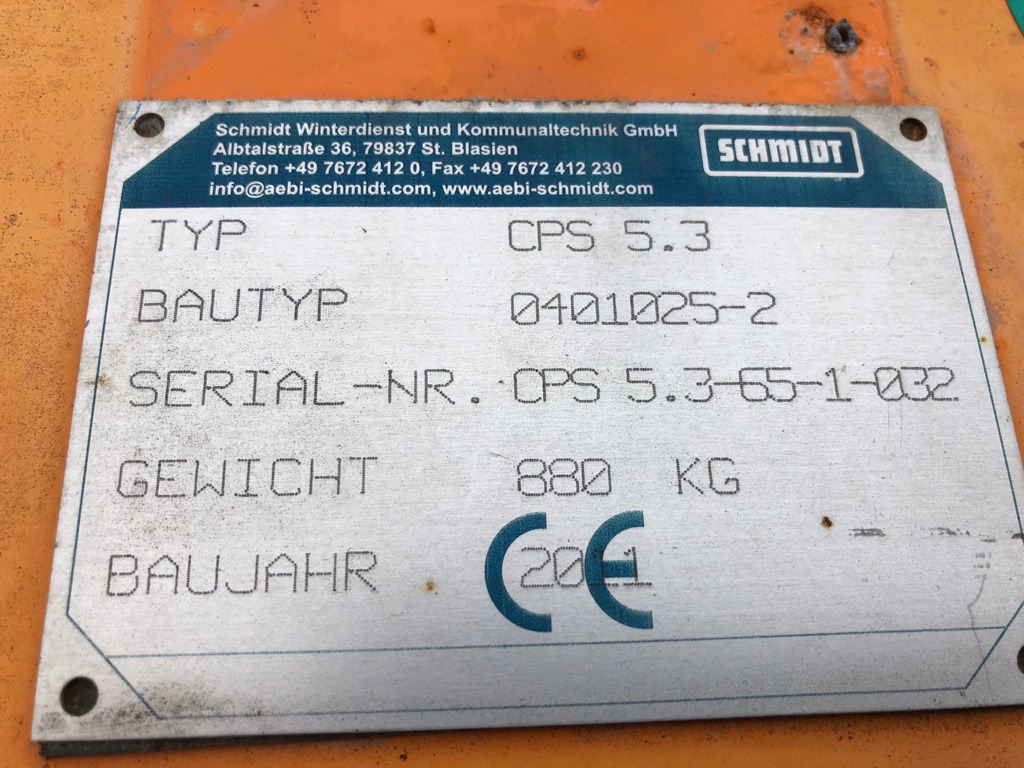 Schmidt Winterdienst und Kommunaltechnik GmbH
Albtalstraße 36, 79837 St. Blasien
Telefon +49 7672 412 0, Fax +49 7672 412 230
info@aebi-schmidt.com, www.aebi-schmidt.com
SCHMIDT
TYP CPS 5.3
BAUTYP 0401025-2
SERIAL-NR. CPS 5.3-65-1-032
GEWICHT 880 KG
BAUJAHR 2011
CE